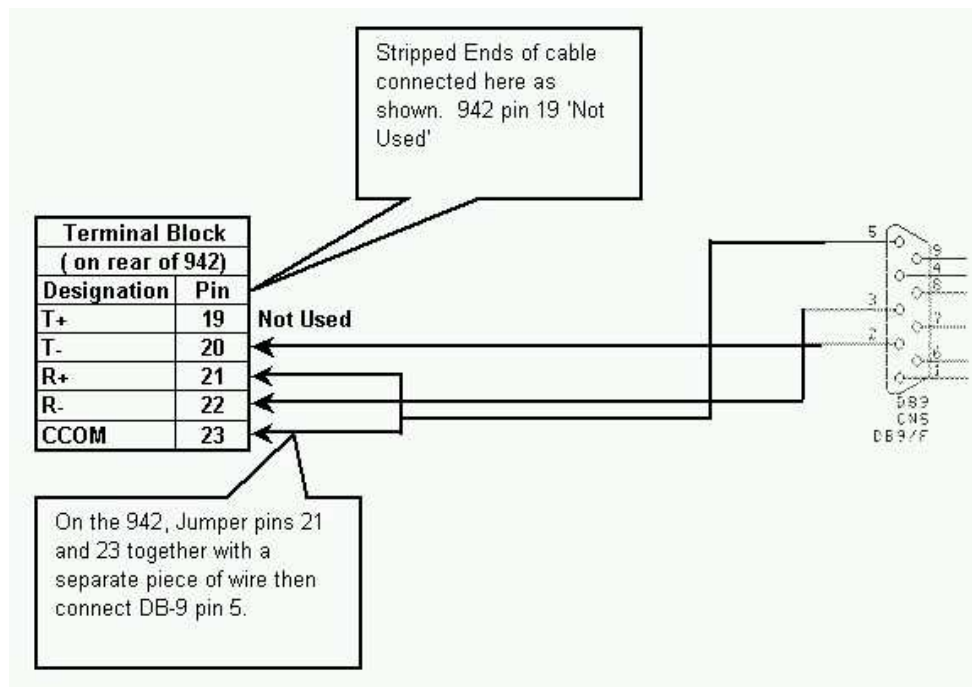 Stripped Ends of cable
connected here as
shown. 942 pin 19 'Not
Used'
Terminal Block
( on rear of 942)
Designation Pin
T+ 19 Not Used
T- 20
R+ 21
R- 22
CCOM 23
On the 942, Jumper pins 21
and 23 together with a
separate piece of wire then
connect DB-9 pin 5.
5
9
4
8
3
7
2
6
1
DB9
CN5
DB9/F